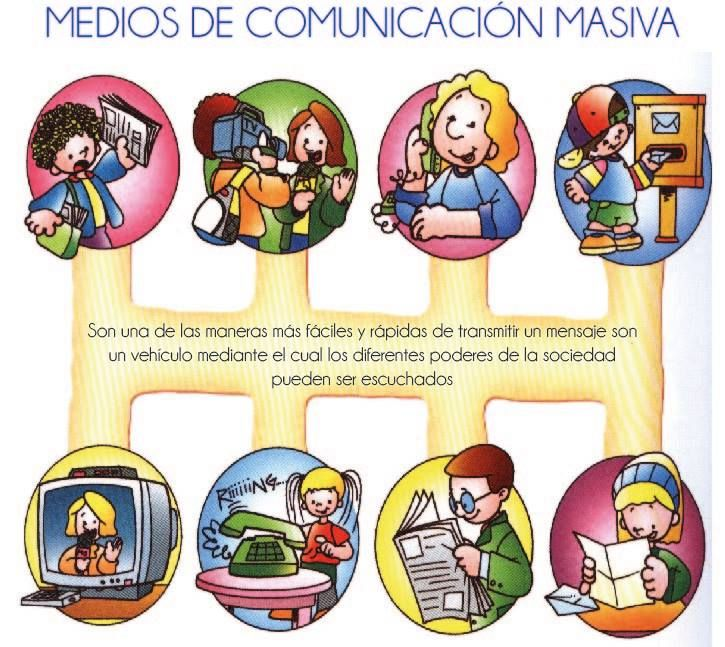 MEDIOS DE COMUNICACIÓN MASIVA
Son una de las maneras más fáciles y rápidas de transmitir un mensaje son
un vehículo mediante el cual los diferentes poderes de la sociedad
pueden ser escuchados
Riiiiiing...